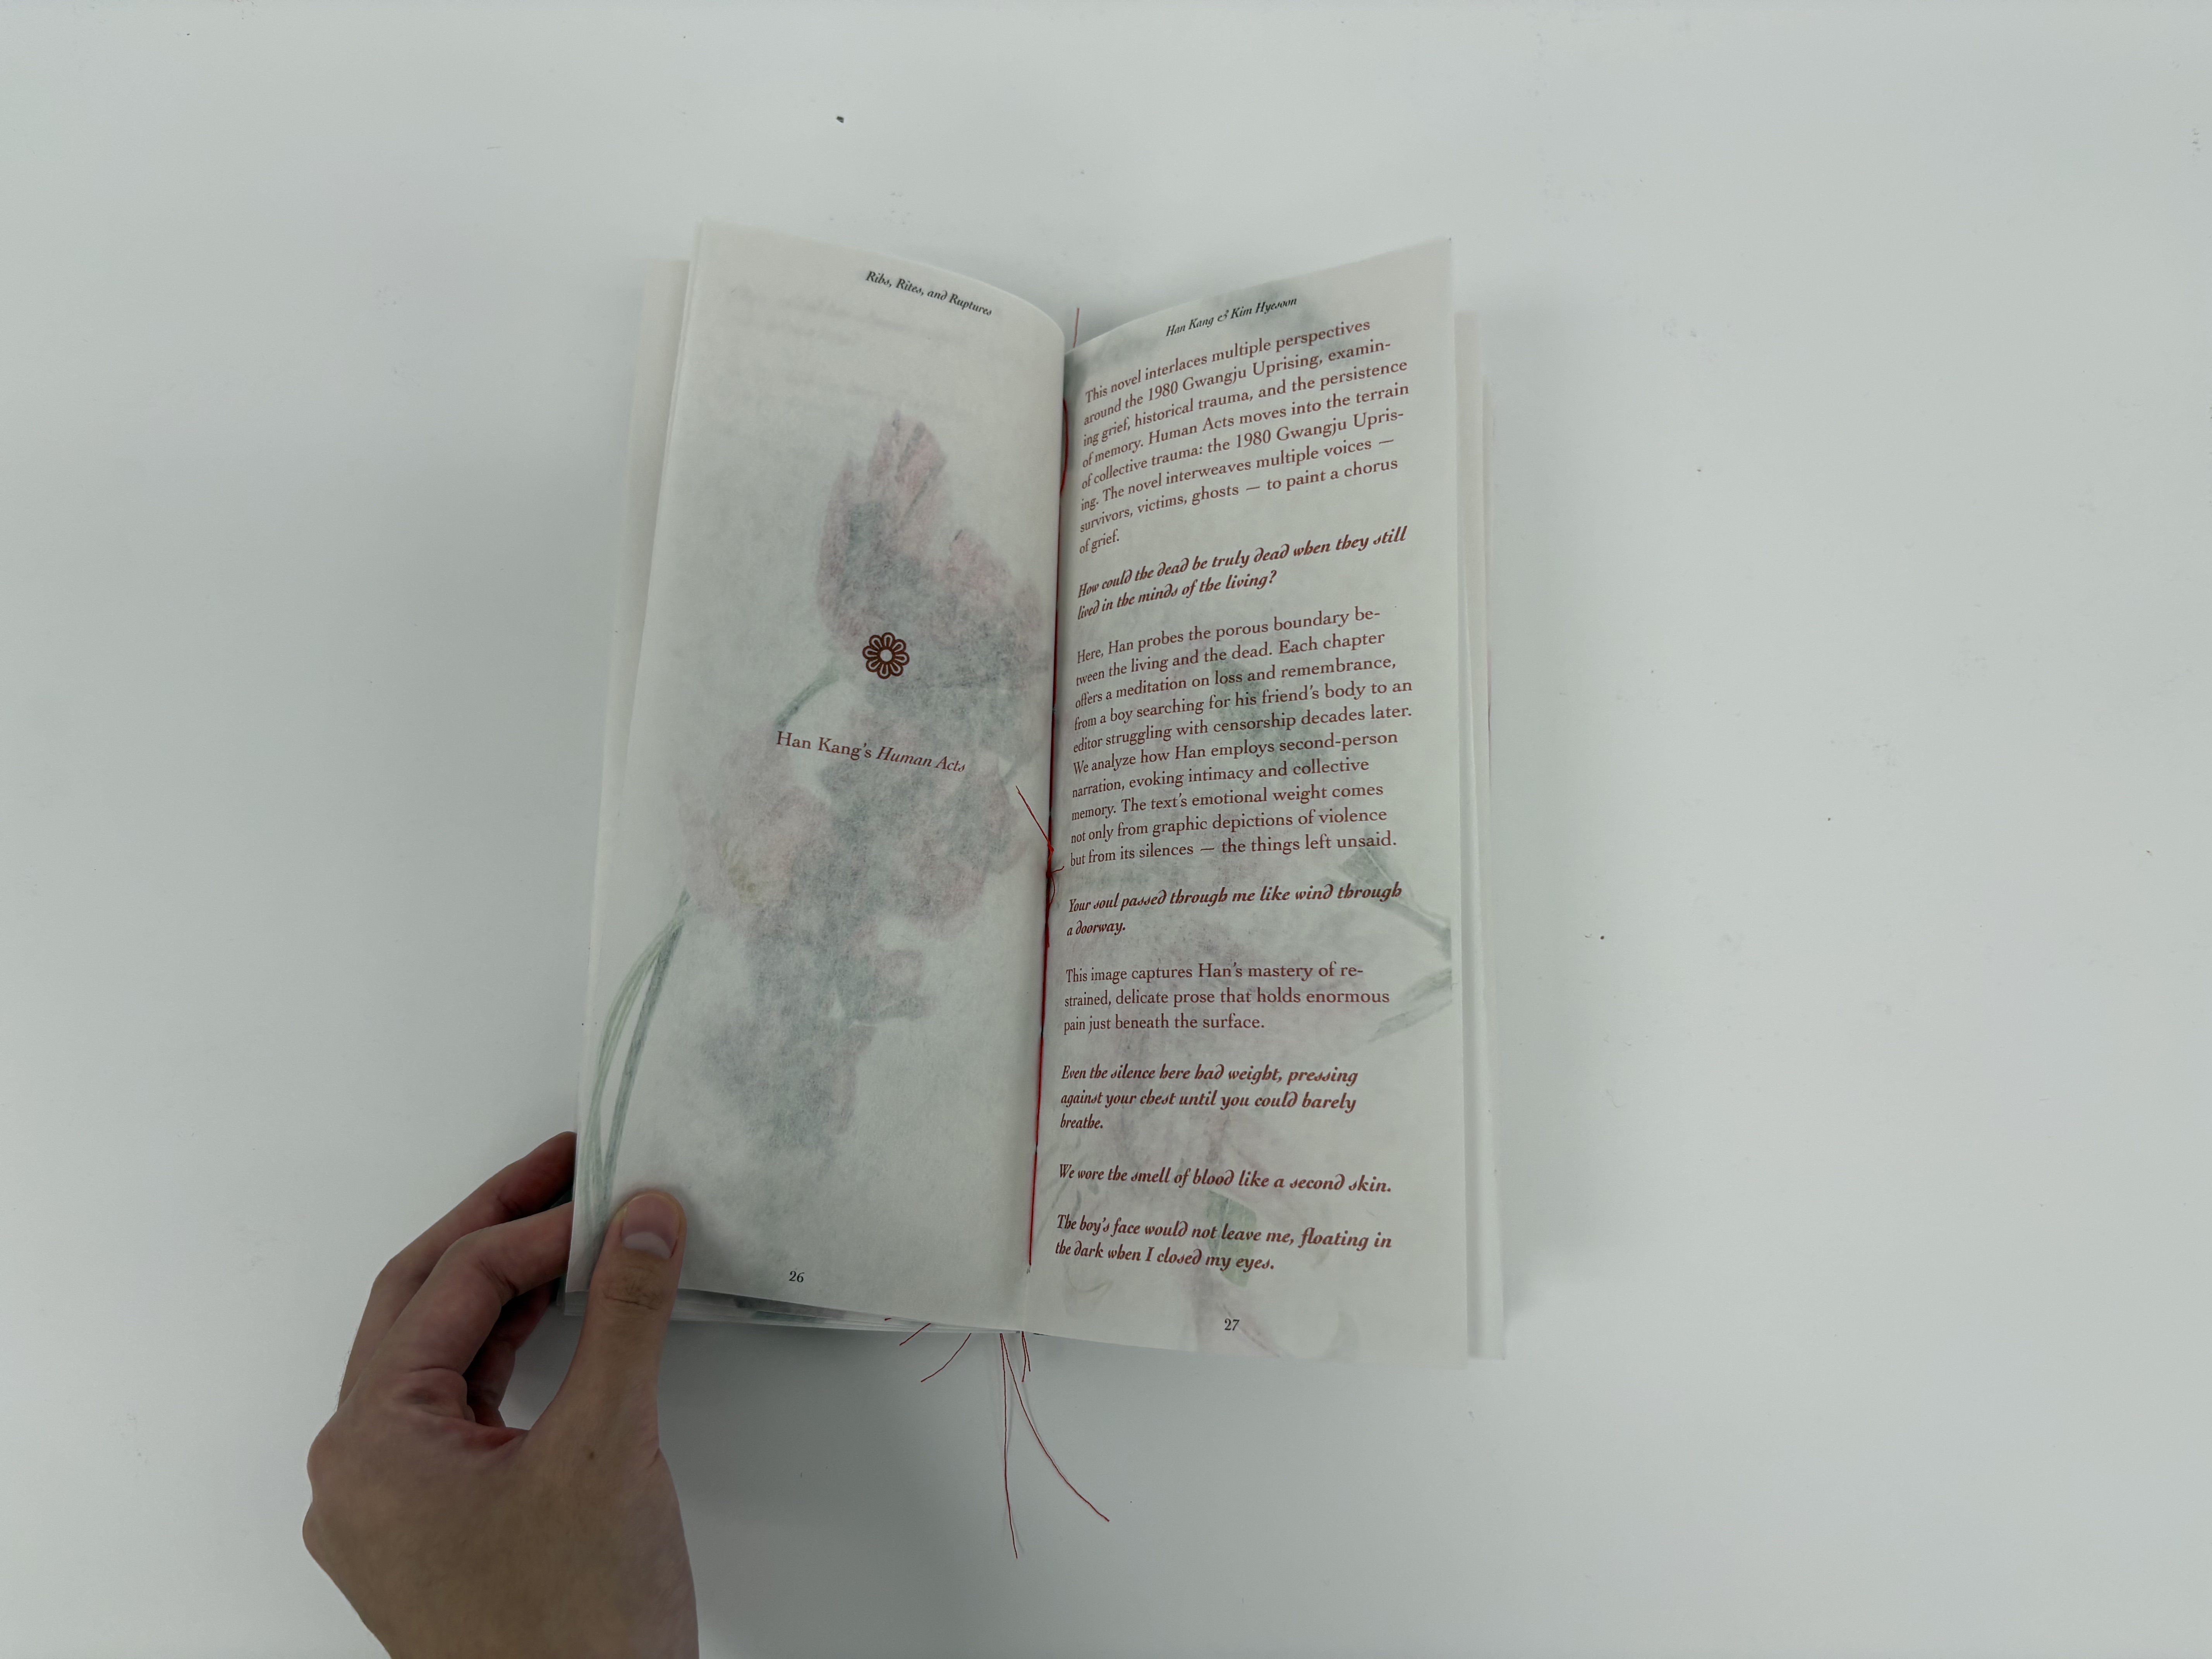 Ribs, Rites, and Ruptures
Han Kang's Human Acts
26
Han Kang & Kim Hyesoon
This novel interlaces multiple perspectives
around the 1980 Gwangju Uprising, examin-
ing grief, historical trauma, and the persistence
of memory. Human Acts moves into the terrain
of collective trauma: the 1980 Gwangju Upris-
ing. The novel interweaves multiple voices —
survivors, victims, ghosts — to paint a chorus
of grief.
How could the dead be truly dead when they still
lived in the minds of the living?
Here, Han probes the porous boundary be-
tween the living and the dead. Each chapter
offers a meditation on loss and remembrance,
from a boy searching for his friend's body to an
editor struggling with censorship decades later.
We analyze how Han employs second-person
narration, evoking intimacy and collective
memory. The text's emotional weight comes
not only from graphic depictions of violence
but from its silences — the things left unsaid.
Your soul passed through me like wind through
a doorway.
This image captures Han's mastery of re-
strained, delicate prose that holds enormous
pain just beneath the surface.
Even the silence here had weight, pressing
against your chest until you could barely
breathe.
We wore the smell of blood like a second skin.
The boy's face would not leave me, floating in
the dark when I closed my eyes.
27